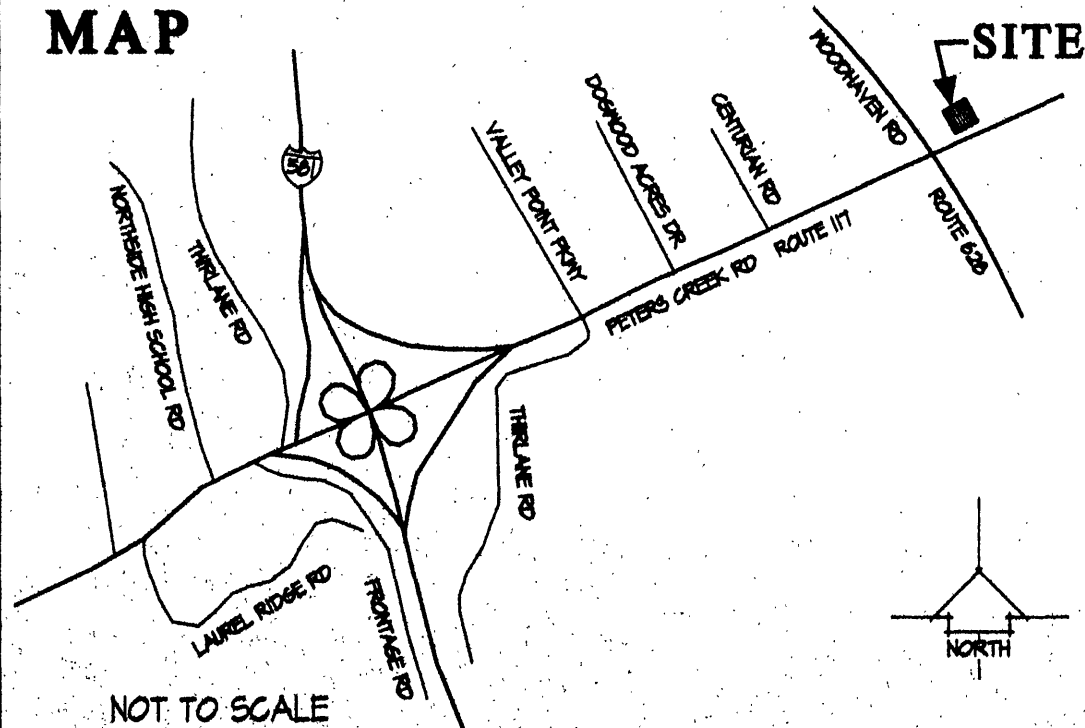 MAP
SITE
WOODHAVEN RD
DOGWOOD ACRES DR
CENTURIAN RD
VALLEY POINT PKWY
581
NORTHSIDE HIGH SCHOOL RD
THIRLANE RD
ROUTE 117
ROUTE 628
PETERS CREEK RD
THIRLANE RD
LAUREL RIDGE RD
FRONTAGE RD
NORTH
NOT TO SCALE